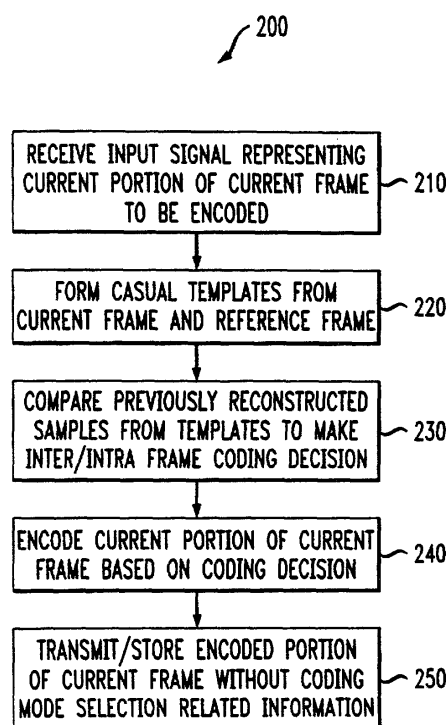 200
RECEIVE INPUT SIGNAL REPRESENTING
CURRENT PORTION OF CURRENT FRAME
TO BE ENCODED
210
FORM CASUAL TEMPLATES FROM
CURRENT FRAME AND REFERENCE FRAME
220
COMPARE PREVIOUSLY RECONSTRUCTED
SAMPLES FROM TEMPLATES TO MAKE
INTER/INTRA FRAME CODING DECISION
230
ENCODE CURRENT PORTION OF CURRENT
FRAME BASED ON CODING DECISION
240
TRANSMIT/STORE ENCODED PORTION
OF CURRENT FRAME WITHOUT CODING
MODE SELECTION RELATED INFORMATION
250